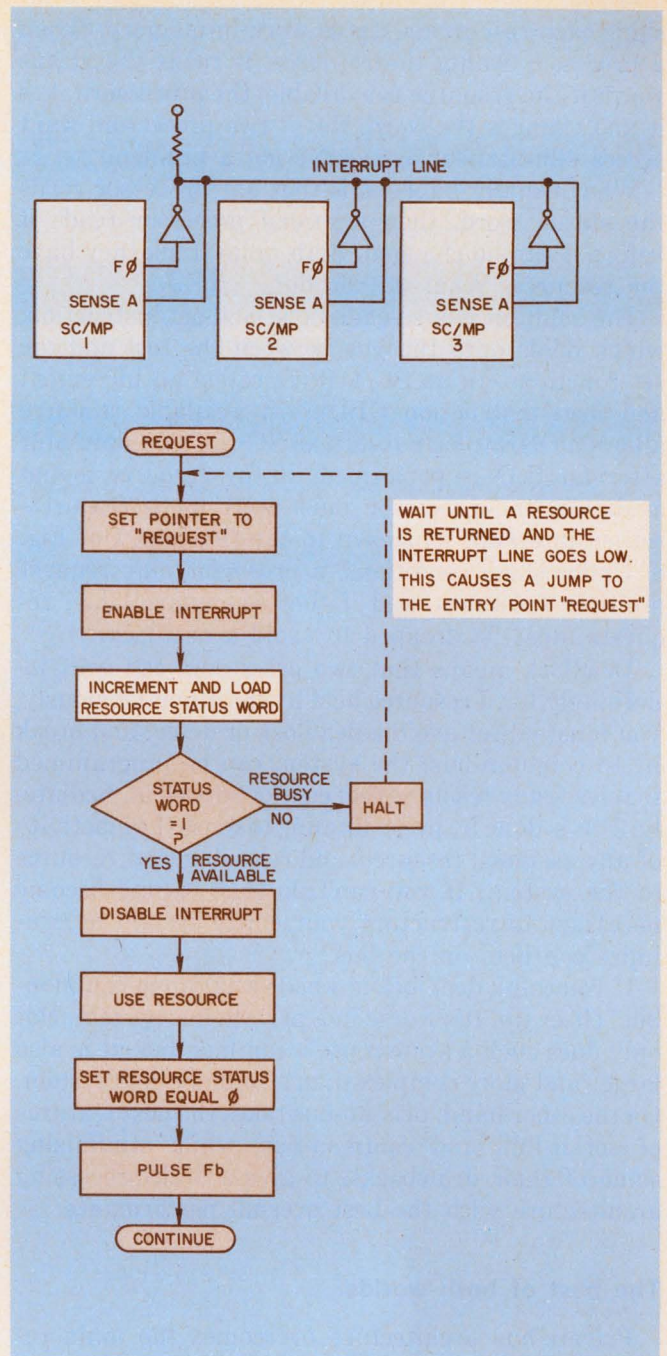 INTERRUPT LINE
FØ
SENSE A
SC/MP
1
FØ
SENSE A
SC/MP
2
FØ
SENSE A
SC/MP
3
REQUEST
SET POINTER TO
"REQUEST"
WAIT UNTIL A RESOURCE
IS RETURNED AND THE
INTERRUPT LINE GOES LOW.
THIS CAUSES A JUMP TO
THE ENTRY POINT "REQUEST"
ENABLE INTERRUPT
INCREMENT AND LOAD
RESOURCE STATUS WORD
STATUS
WORD
=1
?
RESOURCE
BUSY
NO
HALT
YES
RESOURCE
AVAILABLE
DISABLE INTERRUPT
USE RESOURCE
SET RESOURCE STATUS
WORD EQUAL Ø
PULSE Fb
CONTINUE